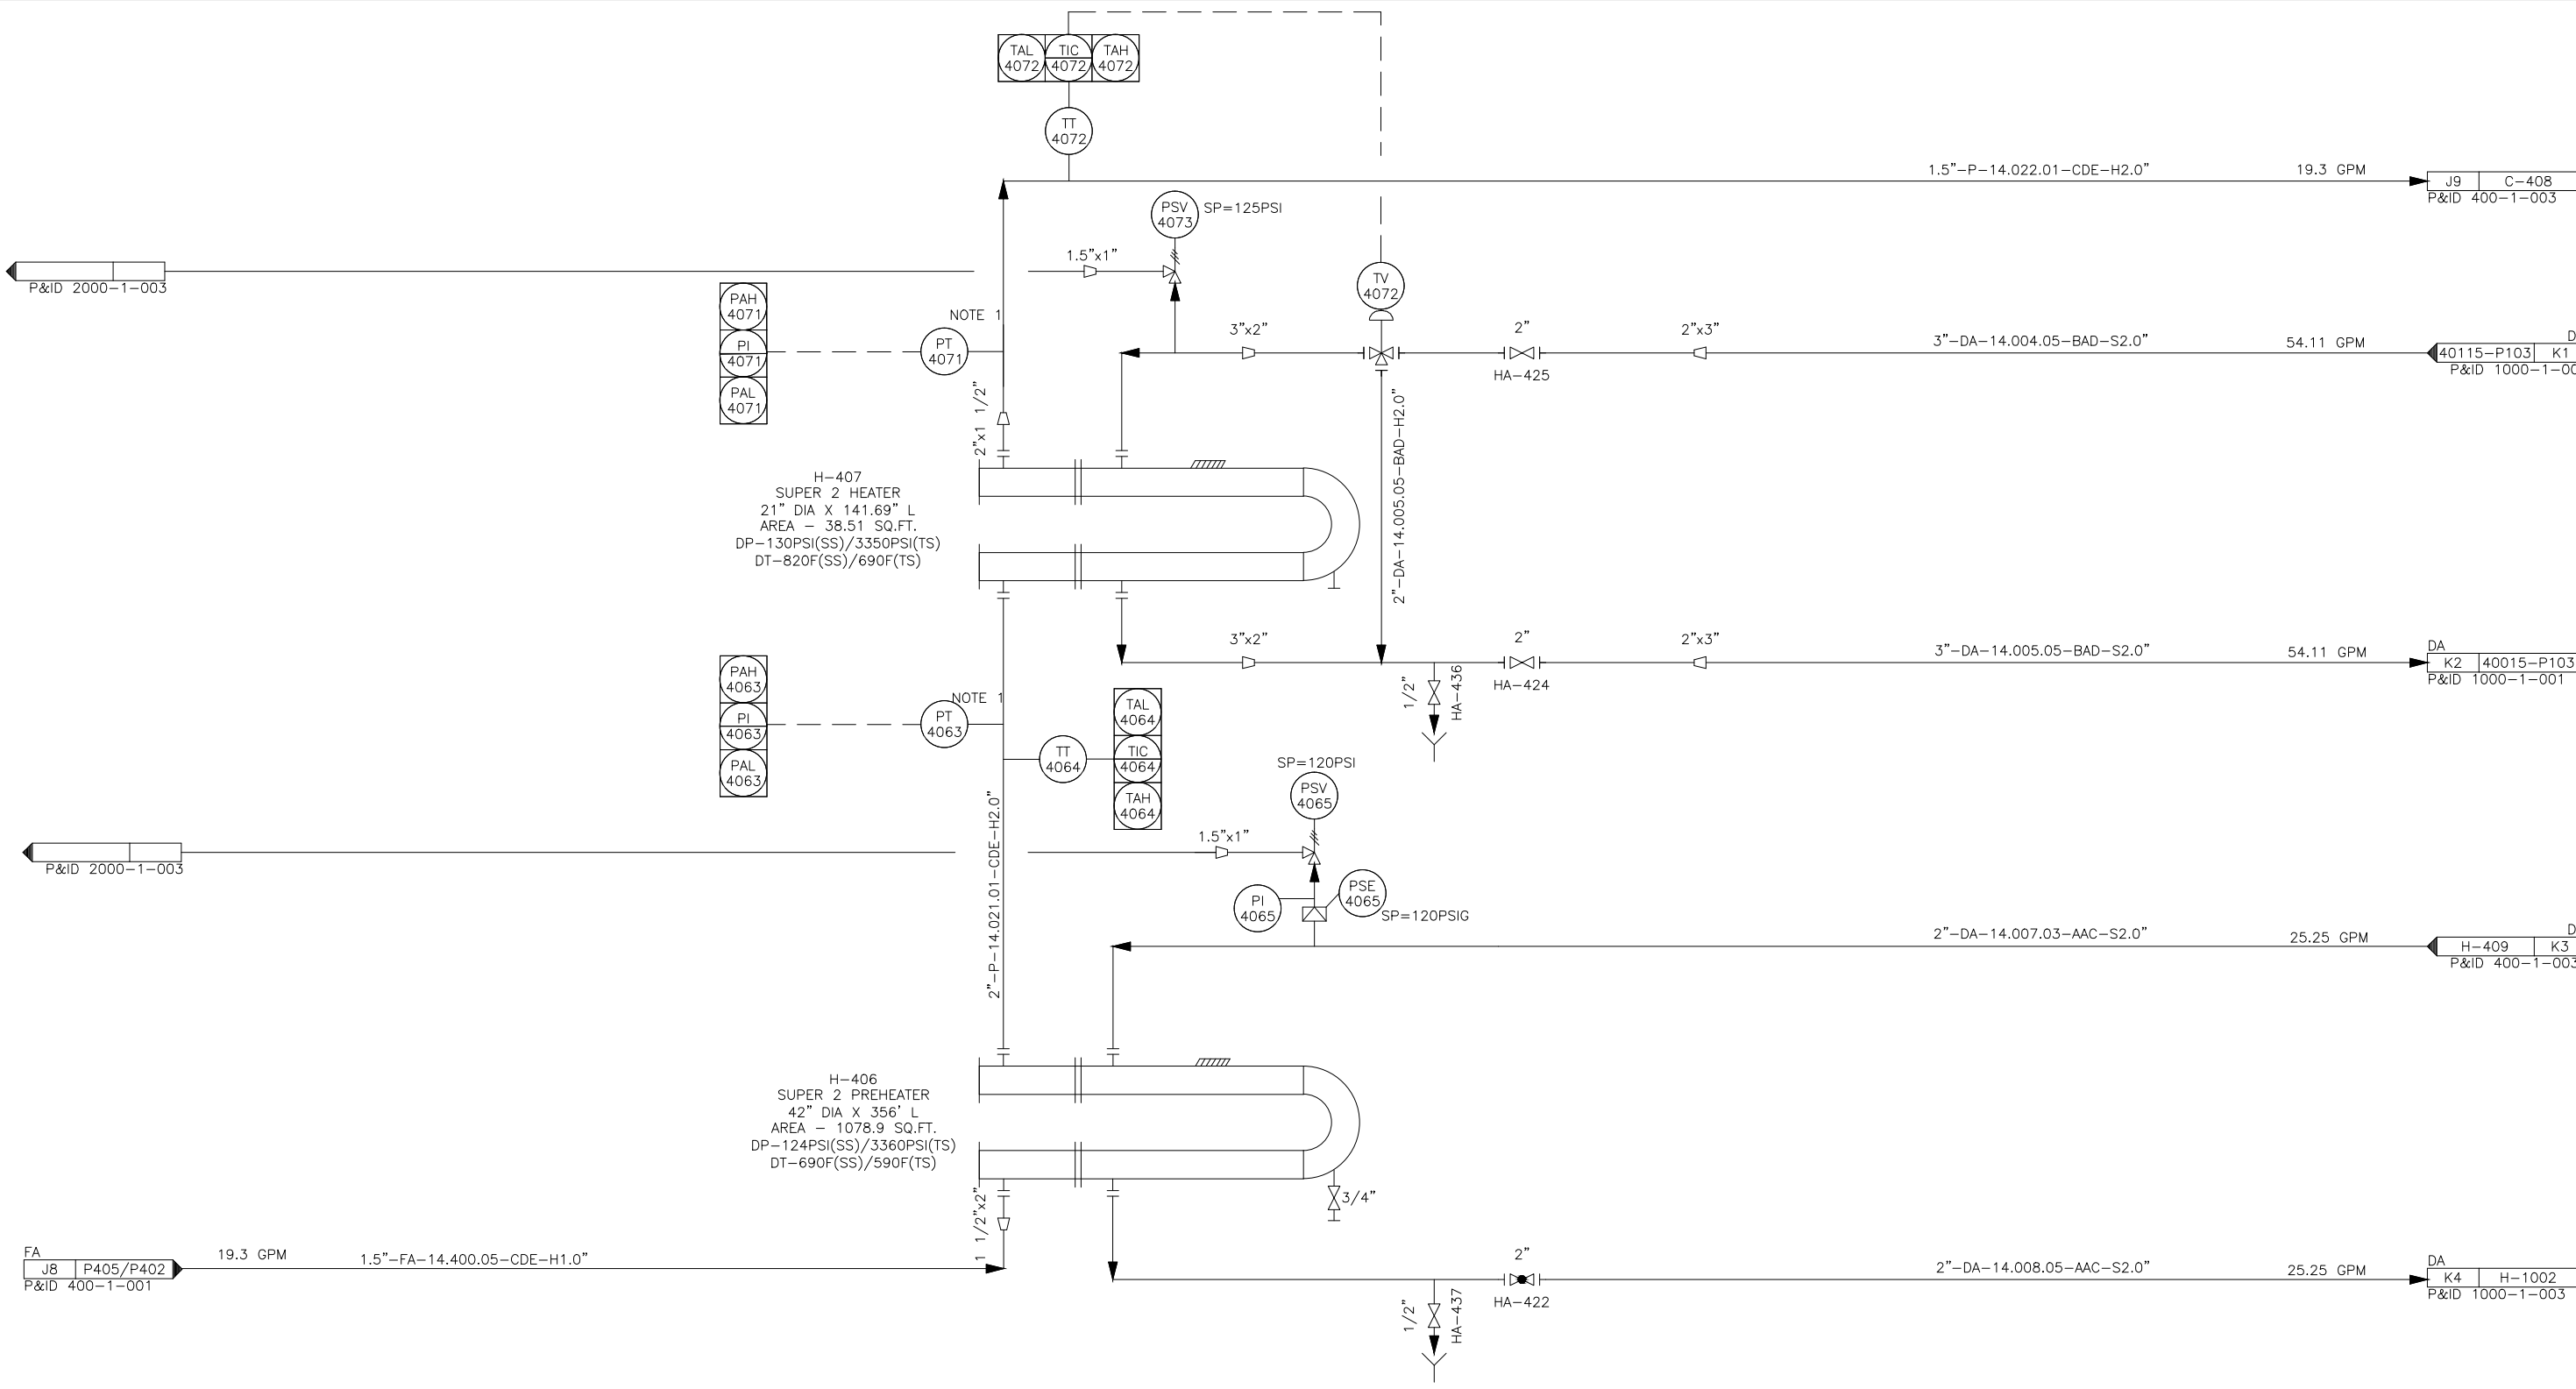 TAL
4072
TIC
4072
TAH
4072
TT
4072
1.5”-P-14.022.01-CDE-H2.0”
19.3 GPM
J9 C-408
P&ID 400-1-003
PSV
4073
SP=125PSI
1.5”x1”
P&ID 2000-1-003
TV
4072
PAH
4071
PI
4071
PAL
4071
NOTE 1
PT
4071
3”x2”
2”
HA-425
2”x3”
3”-DA-14.004.05-BAD-S2.0”
54.11 GPM
40115-P103 K1
P&ID 1000-1-00
2”x1 1/2”
2”-DA-14.005.05-BAD-H2.0”
H-407
SUPER 2 HEATER
21” DIA X 141.69” L
AREA - 38.51 SQ.FT.
DP-130PSI(SS)/3350PSI(TS)
DT-820F(SS)/690F(TS)
3”x2”
2”
HA-424
2”x3”
3”-DA-14.005.05-BAD-S2.0”
54.11 GPM
DA
K2 40015-P103
P&ID 1000-1-001
1/2”
HA-436
PAH
4063
PI
4063
PAL
4063
NOTE 1
PT
4063
TT
4064
TAL
4064
TIC
4064
TAH
4064
SP=120PSI
PSV
4065
1.5”x1”
P&ID 2000-1-003
PI
4065
PSE
4065
SP=120PSIG
2”-P-14.021.01-CDE-H2.0”
2”-DA-14.007.03-AAC-S2.0”
25.25 GPM
H-409 K3
P&ID 400-1-003
H-406
SUPER 2 PREHEATER
42” DIA X 356’ L
AREA - 1078.9 SQ.FT.
DP-124PSI(SS)/3360PSI(TS)
DT-690F(SS)/590F(TS)
3/4”
1 1/2”x2”
FA
J8 P405/P402
P&ID 400-1-001
19.3 GPM
1.5”-FA-14.400.05-CDE-H1.0”
2”
HA-422
1/2”
HA-437
2”-DA-14.008.05-AAC-S2.0”
25.25 GPM
DA
K4 H-1002
P&ID 1000-1-003